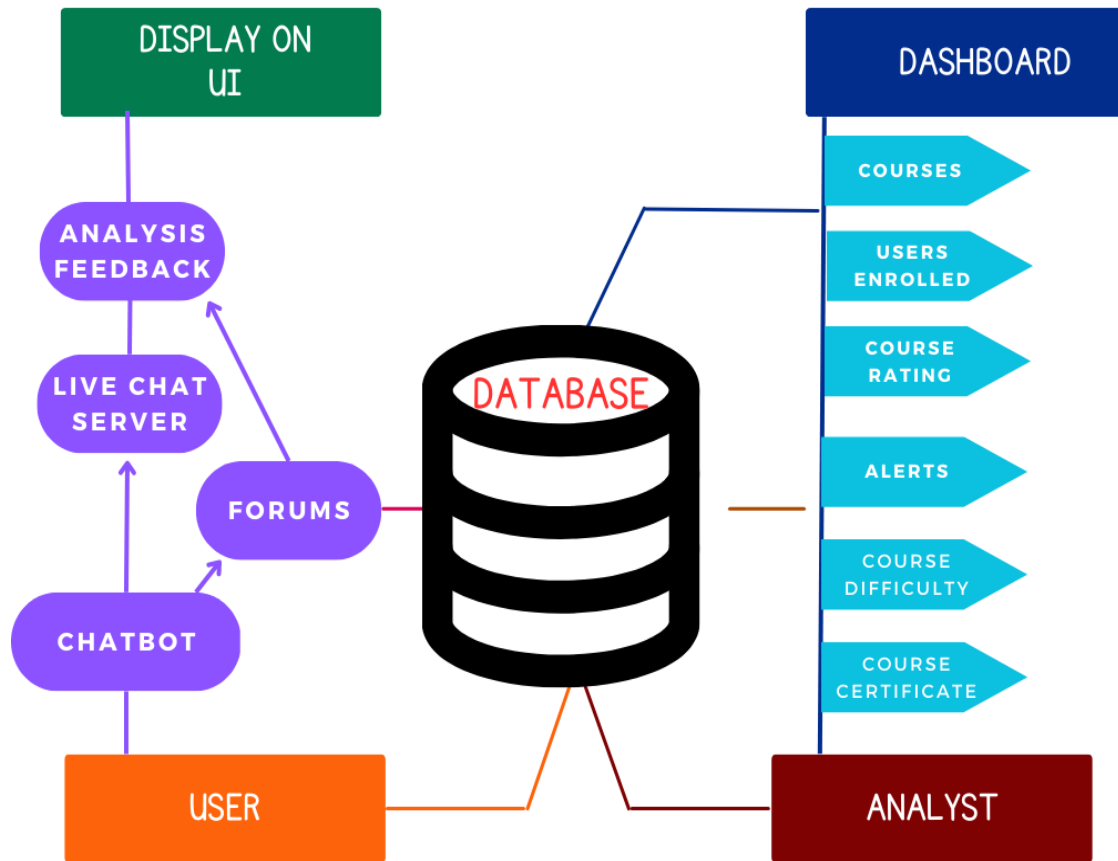 DISPLAY ON
UI
DASHBOARD
COURSES
ANALYSIS
FEEDBACK
USERS
ENROLLED
COURSE
RATING
LIVE CHAT
SERVER
DATABASE
ALERTS
FORUMS
COURSE
DIFFICULTY
CHATBOT
COURSE
CERTIFICATE
USER
ANALYST